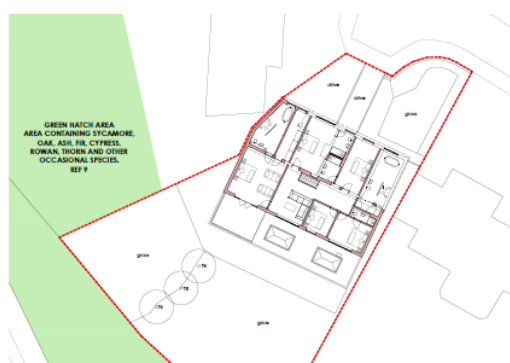 drive
drive
grass
GREEN HATCH AREA
AREA CONTAINING SYCAMORE,
OAK, ASH, FIR, CYPRESS,
ROWAN, THORN AND OTHER
OCCASIONAL SPECIES.
REF 9
grass
grass